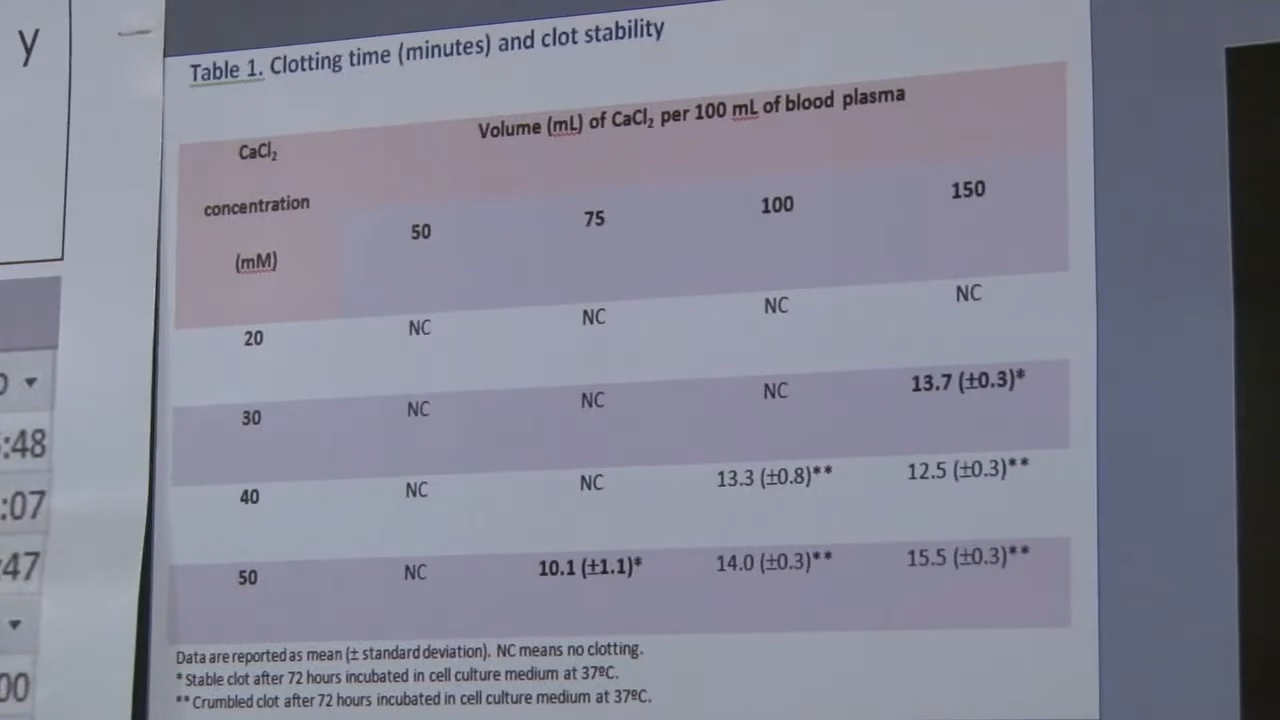 y
Table 1. Clotting time (minutes) and clot stability
CaCl₂
concentration
(mM)
Volume (mL) of CaCl₂ per 100 mL of blood plasma
50 75 100 150
20 NC NC NC NC
30 NC NC NC 13.7 (±0.3)*
40 NC NC 13.3 (±0.8)** 12.5 (±0.3)**
50 NC 10.1 (±1.1)* 14.0 (±0.3)** 15.5 (±0.3)**
Data are reported as mean (± standard deviation). NC means no clotting.
* Stable clot after 72 hours incubated in cell culture medium at 37ºC.
** Crumbled clot after 72 hours incubated in cell culture medium at 37ºC.
:48
:07
47
00